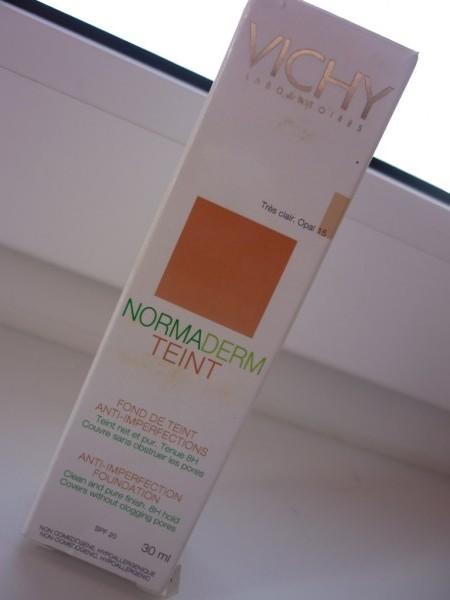 VICHY
LABORATOIRES
Très clair, Opal 15
NORMADERM
TEINT
FOND DE TEINT
ANTI-IMPERFECTIONS
Teint net et pur. Tenue 8H
Couvre sans obstruer les pores
ANTI-IMPERFECTION
FOUNDATION
Clean and pure finish, 8H hold
Covers without clogging pores
SPF 20
30 ml
NON COMÉDOGÈNE, HYPOALLERGÉNIQUE
NON COMEDOGENIC, HYPOALLERGENIC